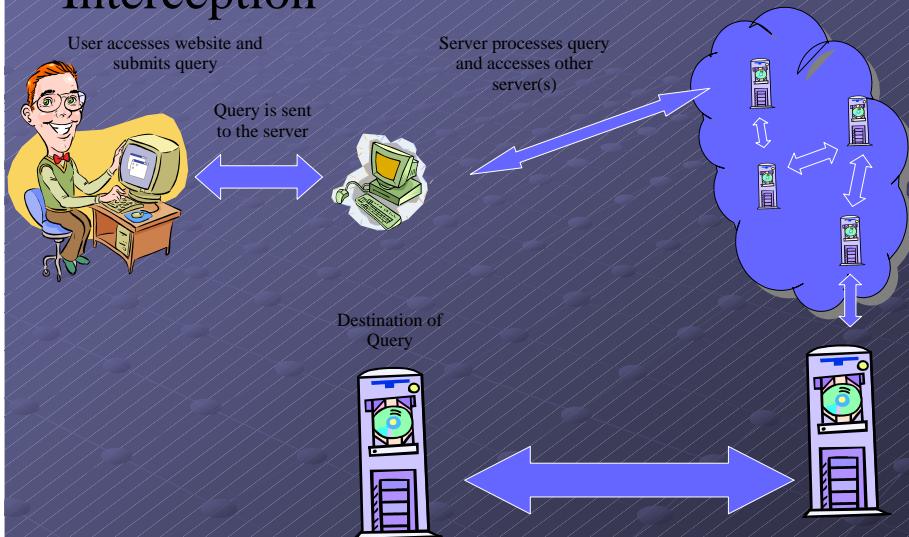 Interception
User accesses website and
submits query
Server processes query
and accesses other
server(s)
Query is sent
to the server
Destination of
Query